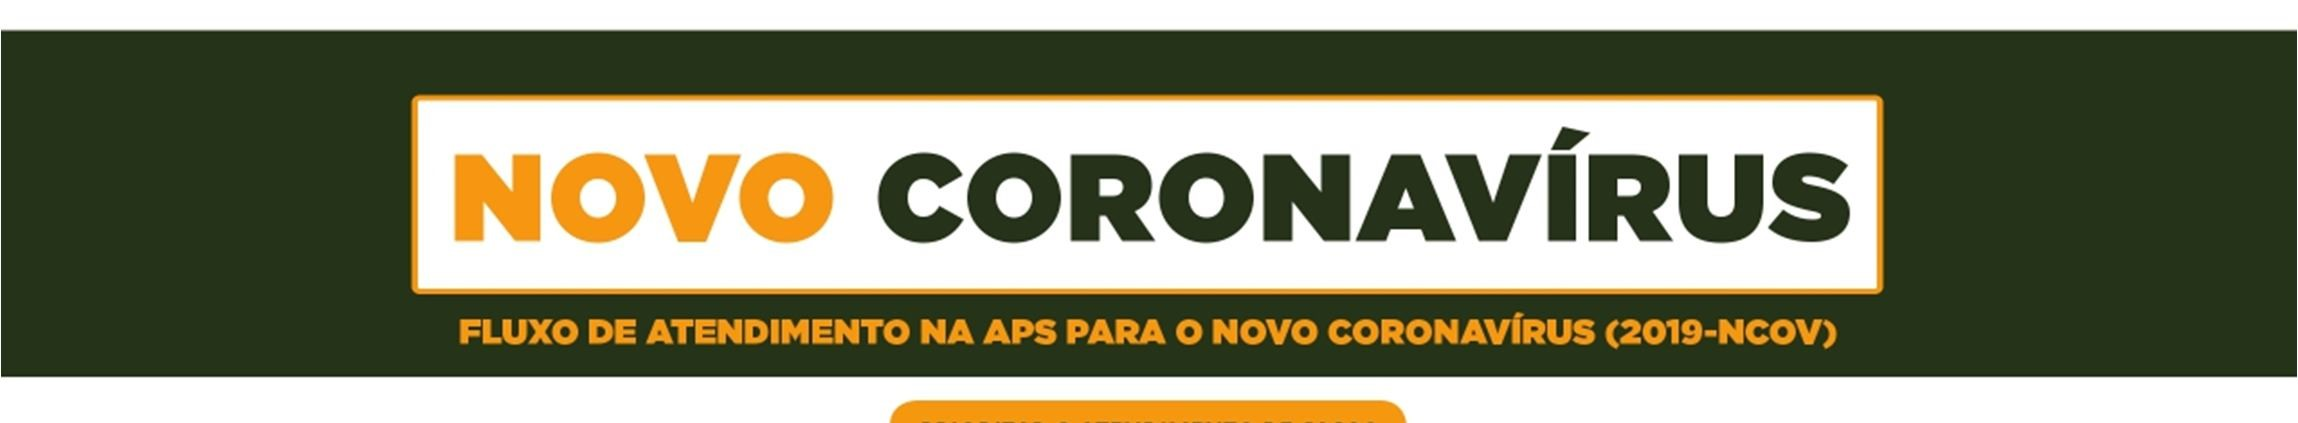 NOVO CORONAVÍRUS
FLUXO DE ATENDIMENTO NA APS PARA O NOVO CORONAVÍRUS (2019-NCOV)